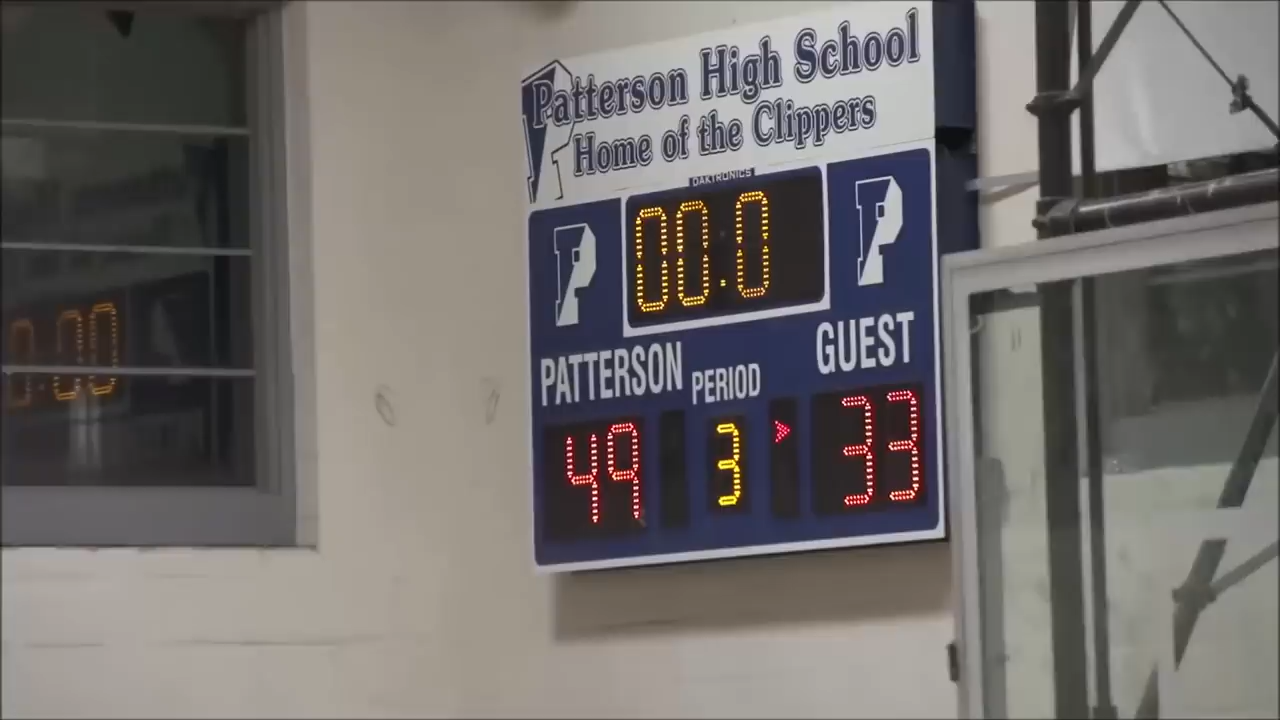 Patterson High School
Home of the Clippers
DAKTRONICS
P 00:0 P
PATTERSON PERIOD GUEST
49 3 33